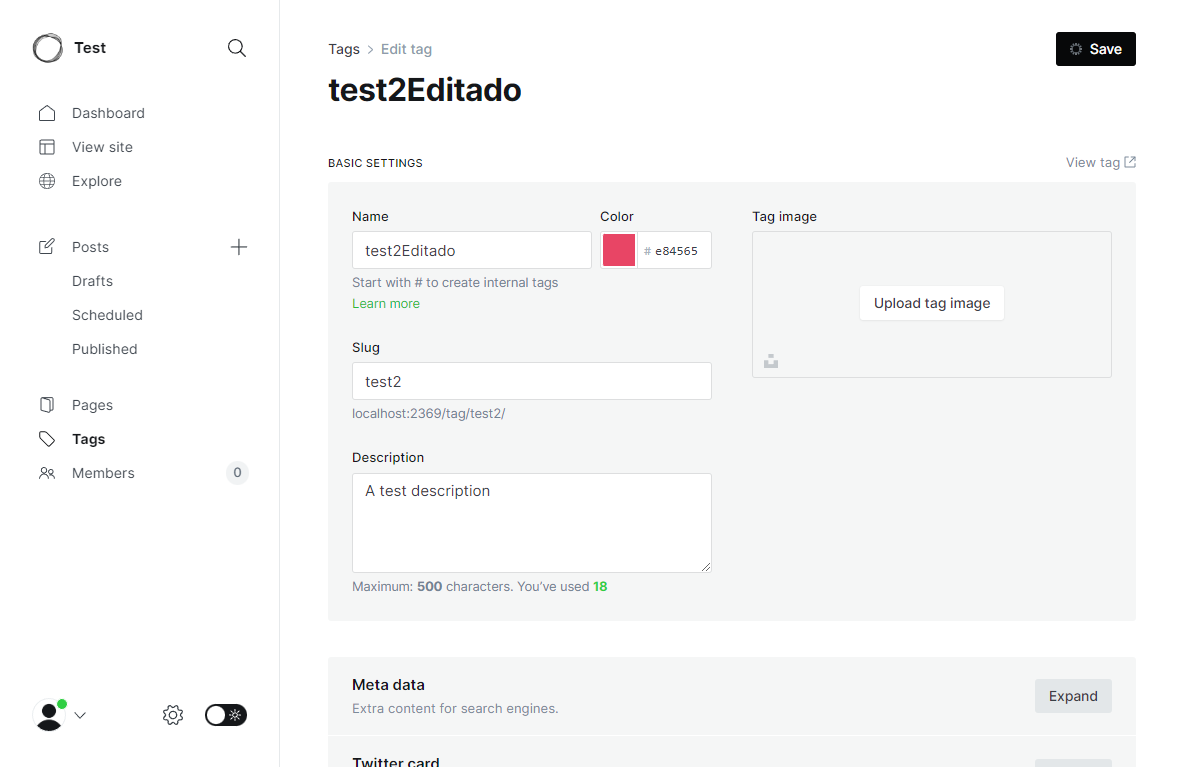 Test
Dashboard
View site
Explore
Posts
Drafts
Scheduled
Published
Pages
Tags
Members 0
Tags > Edit tag
Save
test2Editado
BASIC SETTINGS
View tag
Name
Color
Tag image
test2Editado
# e84565
Start with # to create internal tags
Learn more
Upload tag image
Slug
test2
localhost:2369/tag/test2/
Description
A test description
Maximum: 500 characters. You’ve used 18
Meta data
Extra content for search engines.
Expand
Twitter card